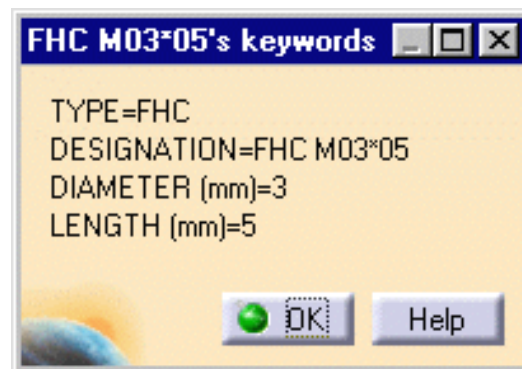 FHC M03*05's keywords
TYPE=FHC
DESIGNATION=FHC M03*05
DIAMETER (mm)=3
LENGTH (mm)=5
OK Help